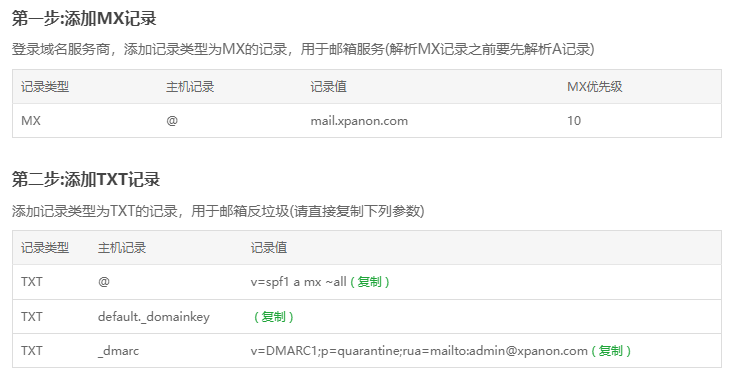 第一步:添加MX记录
登录域名服务商，添加记录类型为MX的记录，用于邮箱服务(解析MX记录之前要先解析A记录)
记录类型 主机记录 记录值 MX优先级
MX @ mail.xpanon.com 10
第二步:添加TXT记录
添加记录类型为TXT的记录，用于邮箱反垃圾(请直接复制下列参数)
记录类型 主机记录 记录值
TXT @ v=spf1 a mx ~all ( 复制 )
TXT default._domainkey ( 复制 )
TXT _dmarc v=DMARC1;p=quarantine;rua=mailto:admin@xpanon.com ( 复制 )